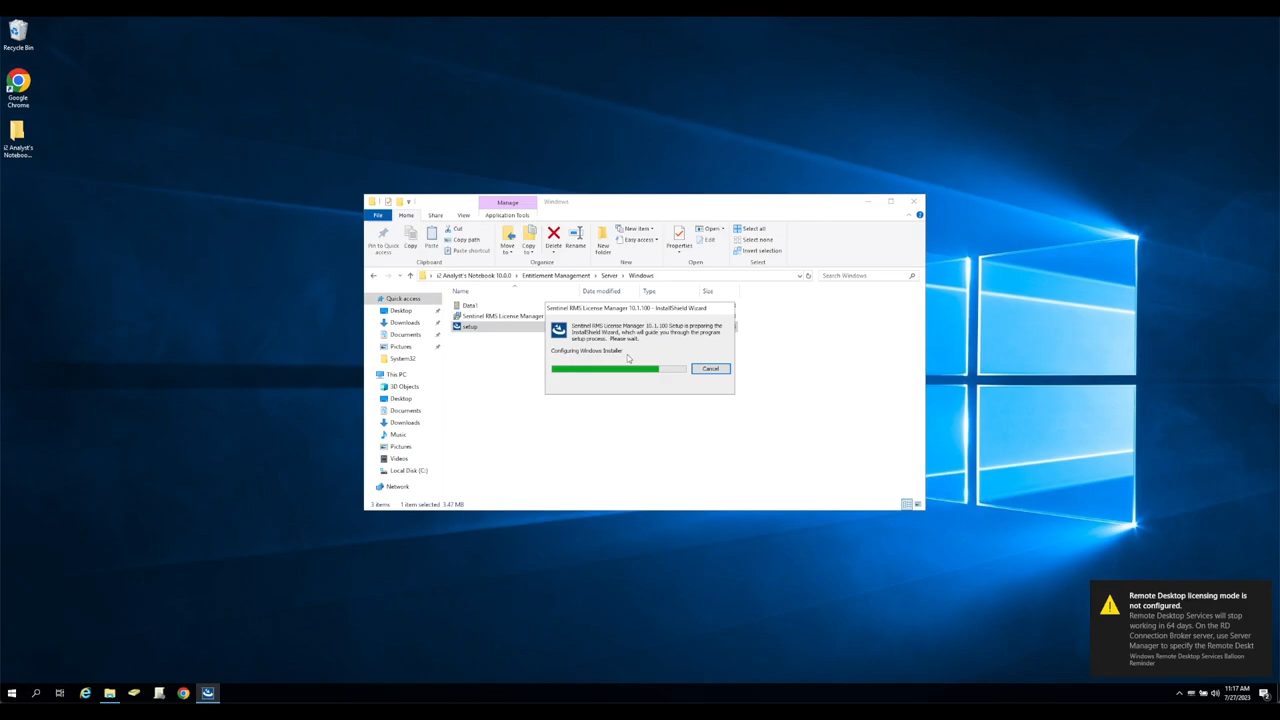 Recycle Bin
Google
Chrome
i2 Analyst's
Noteboo...
Manage
Windows
File
Home
Share
View
Application Tools
Pin to Quick
access
Copy
Paste
Cut
Copy path
Paste shortcut
Clipboard
Move
to
Copy
to
Delete
Rename
Organize
New
folder
New item
Easy access
New
Properties
Open
Edit
Open
Select all
Select none
Invert selection
Select
i2 Analyst's Notebook 10.0.0 > Entitlement Management > Server > Windows
Search Windows
Name
Date modified
Type
Size
Quick access
Desktop
Downloads
Documents
Pictures
System32
This PC
3D Objects
Desktop
Documents
Downloads
Music
Pictures
Videos
Local Disk (C:)
Network
Data1
Sentinel RMS License Manager
setup
Sentinel RMS License Manager 10.1.100 - InstallShield Wizard
Sentinel RMS License Manager 10.1.100 Setup is preparing the
InstallShield Wizard, which will guide you through the program
setup process. Please wait.
Configuring Windows Installer
Cancel
3 items
1 item selected 3.47 MB
Remote Desktop licensing mode is
not configured.
Remote Desktop Services will stop
working in 64 days. On the RD
Connection Broker server, use Server
Manager to specify the Remote Deskt
Windows Remote Desktop Services Balloon
Reminder
11:17 AM
7/27/2023
2